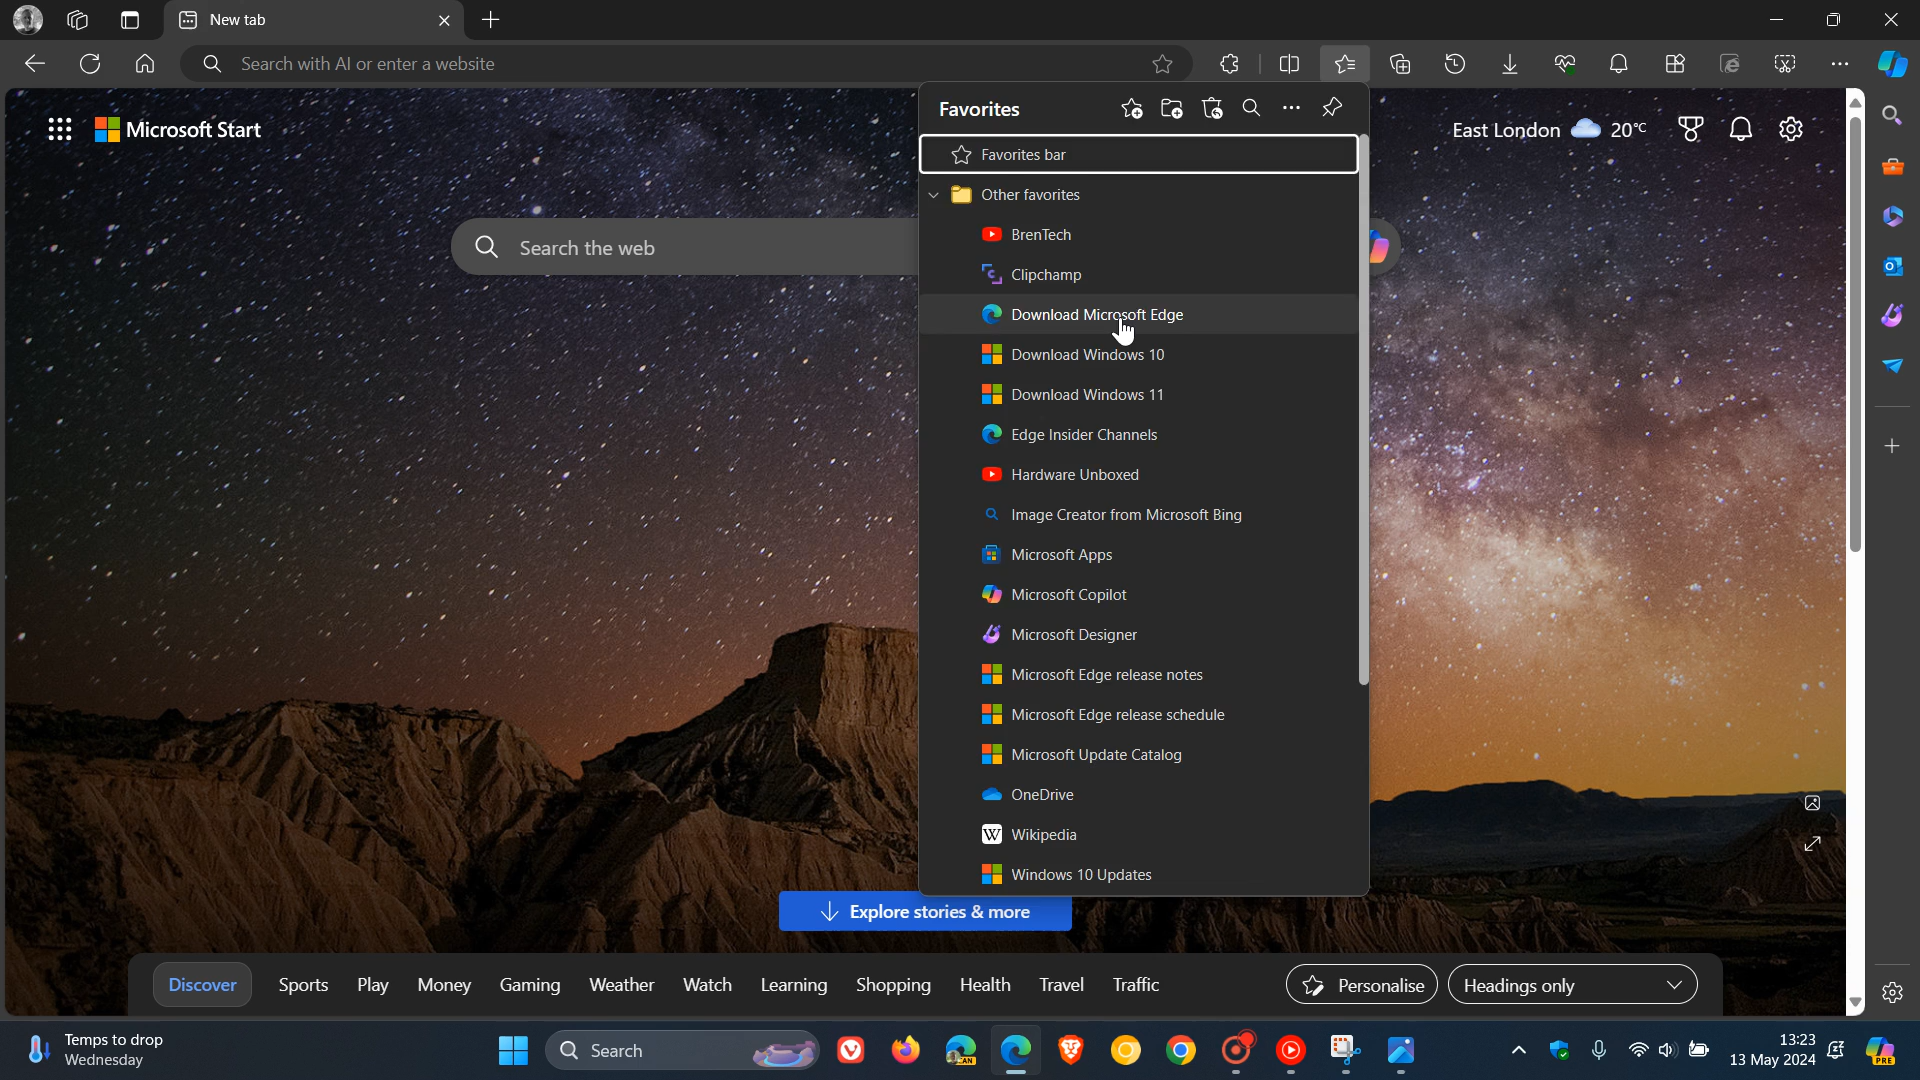 New tab
Search with AI or enter a website
Microsoft Start
East London 20°C
Search the web
Favorites
Favorites bar
Other favorites
BrenTech
Clipchamp
Download Microsoft Edge
Download Windows 10
Download Windows 11
Edge Insider Channels
Hardware Unboxed
Image Creator from Microsoft Bing
Microsoft Apps
Microsoft Copilot
Microsoft Designer
Microsoft Edge release notes
Microsoft Edge release schedule
Microsoft Update Catalog
OneDrive
W Wikipedia
Windows 10 Updates
Explore stories & more
Discover Sports Play Money Gaming Weather Watch Learning Shopping Health Travel Traffic Personalise Headings only
Temps to drop
Wednesday
Search
CAN
13:23
13 May 2024
PRE